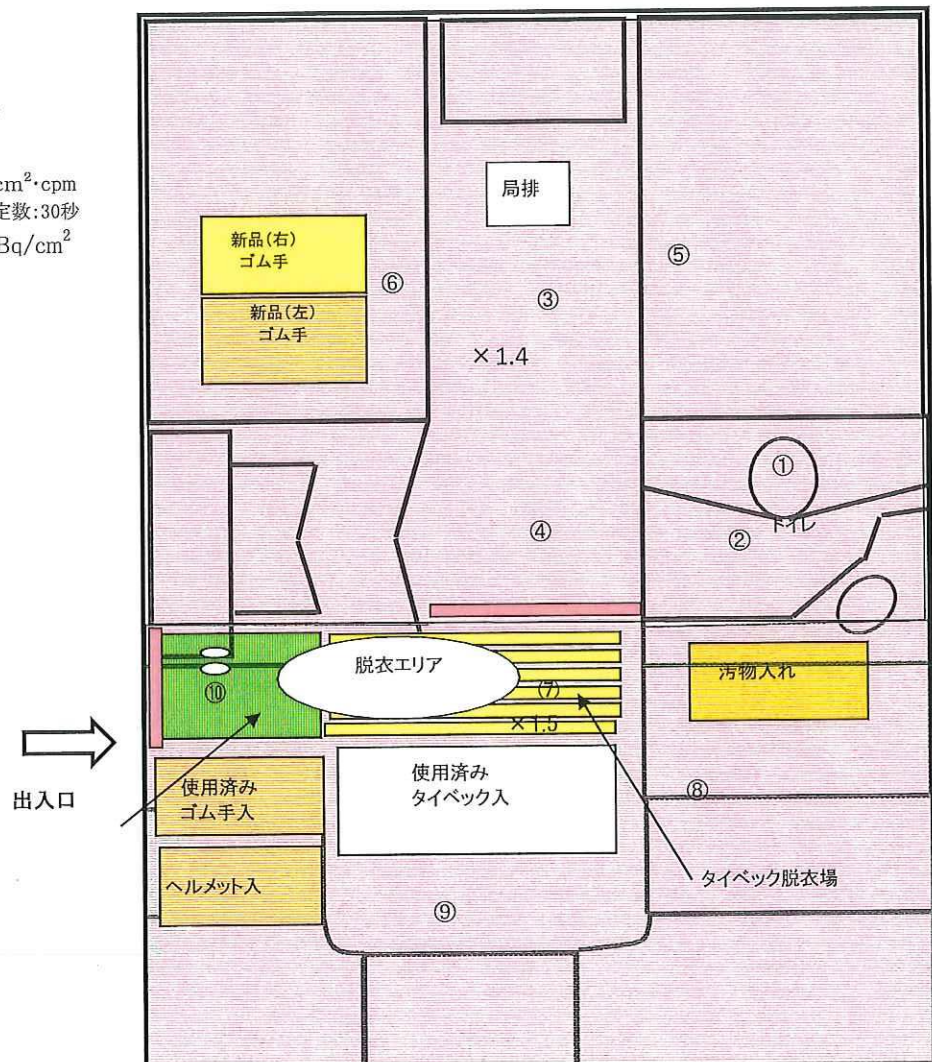 cm²・cpm
定数:30秒
Bq/cm²
局排
新品(右)
ゴム手
⑥
新品(左)
ゴム手
③
⑤
×1.4
①
トイレ
②
④
脱衣エリア
⑦
×1.5
⑩
汚物入れ
出入口
使用済み
ゴム手入
使用済み
タイベック入
⑧
ヘルメット入
タイベック脱衣場
⑨